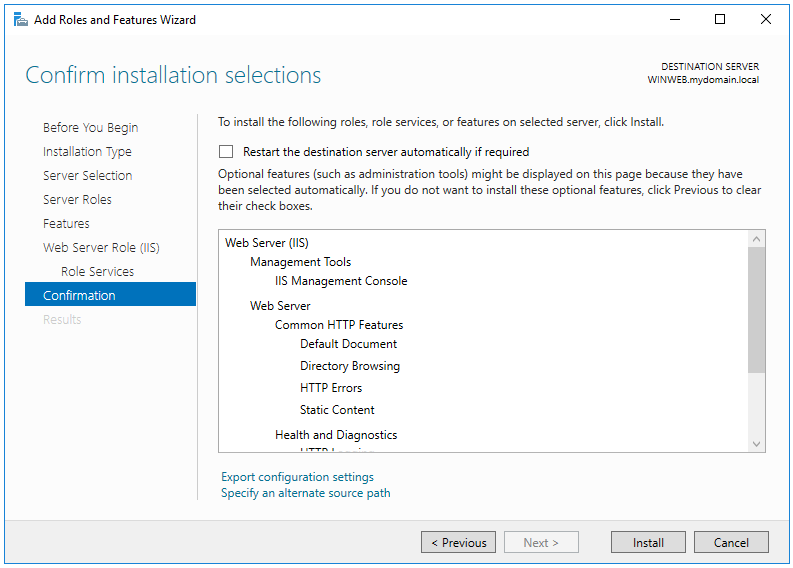 Add Roles and Features Wizard
Confirm installation selections
DESTINATION SERVER
WINWEB.mydomain.local
Before You Begin
Installation Type
Server Selection
Server Roles
Features
Web Server Role (IIS)
Role Services
Confirmation
Results
To install the following roles, role services, or features on selected server, click Install.
Restart the destination server automatically if required
Optional features (such as administration tools) might be displayed on this page because they have
been selected automatically. If you do not want to install these optional features, click Previous to clear
their check boxes.
Web Server (IIS)
Management Tools
IIS Management Console
Web Server
Common HTTP Features
Default Document
Directory Browsing
HTTP Errors
Static Content
Health and Diagnostics
Export configuration settings
Specify an alternate source path
< Previous
Next >
Install
Cancel